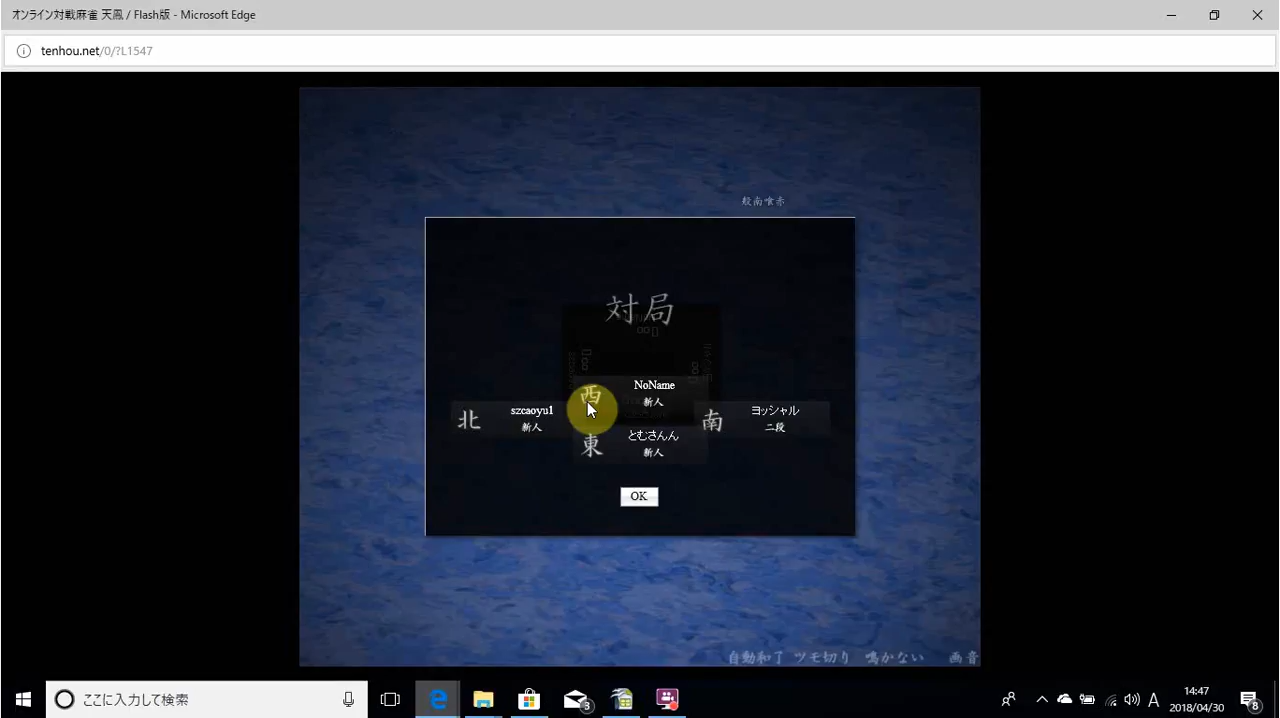 オンライン対戦麻雀 天鳳 / Flash版 - Microsoft Edge
tenhou.net/0/?L1547
般南喰赤
対局
西 NoName
新人
北 szcaoyu1
新人
南 ヨッシャル
二段
東 とむさんん
新人
OK
自動和了 ツモ切り 鳴かない 画音
ここに入力して検索
3
A
14:47
2018/04/30
8